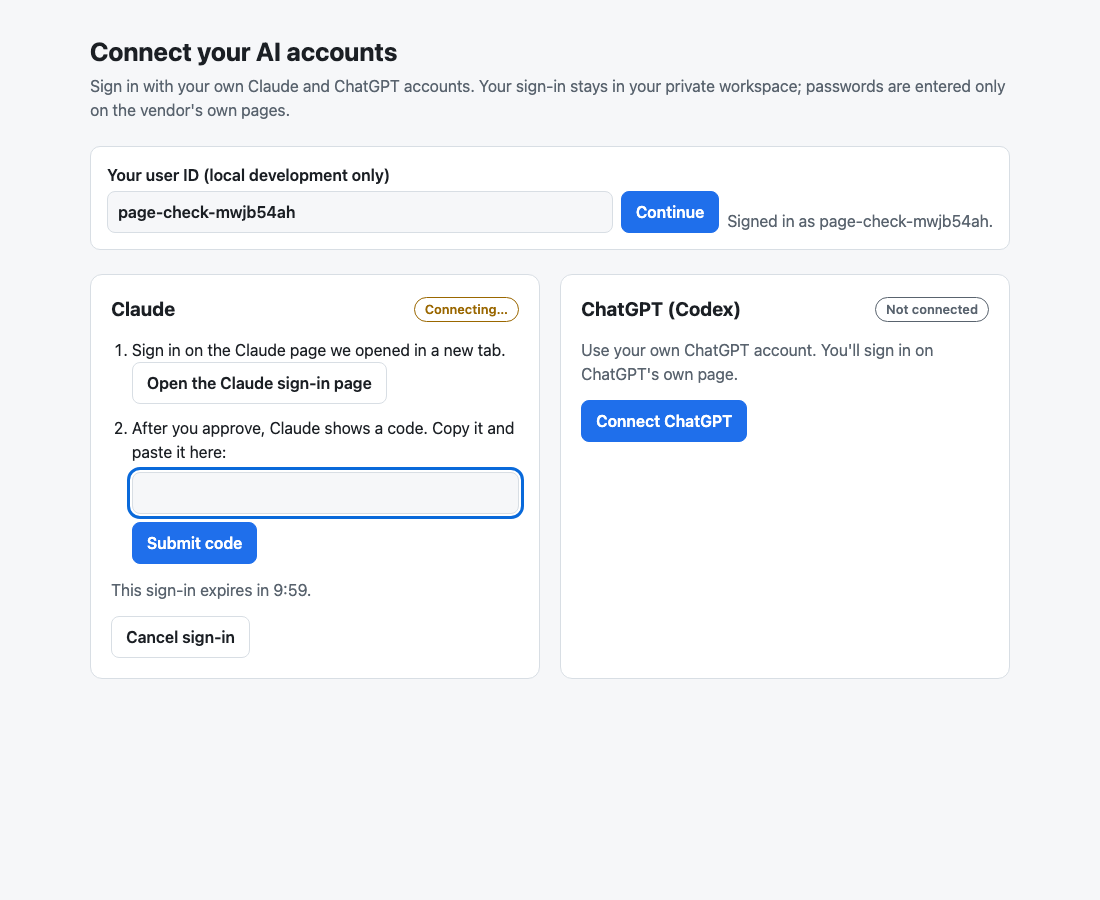 Connect your AI accounts
Sign in with your own Claude and ChatGPT accounts. Your sign-in stays in your private workspace; passwords are entered only
on the vendor's own pages.
Your user ID (local development only)
page-check-mwjb54ah
Continue
Signed in as page-check-mwjb54ah.
Claude
Connecting...
1. Sign in on the Claude page we opened in a new tab.
Open the Claude sign-in page
2. After you approve, Claude shows a code. Copy it and
paste it here:
Submit code
This sign-in expires in 9:59.
Cancel sign-in
ChatGPT (Codex)
Not connected
Use your own ChatGPT account. You'll sign in on
ChatGPT's own page.
Connect ChatGPT